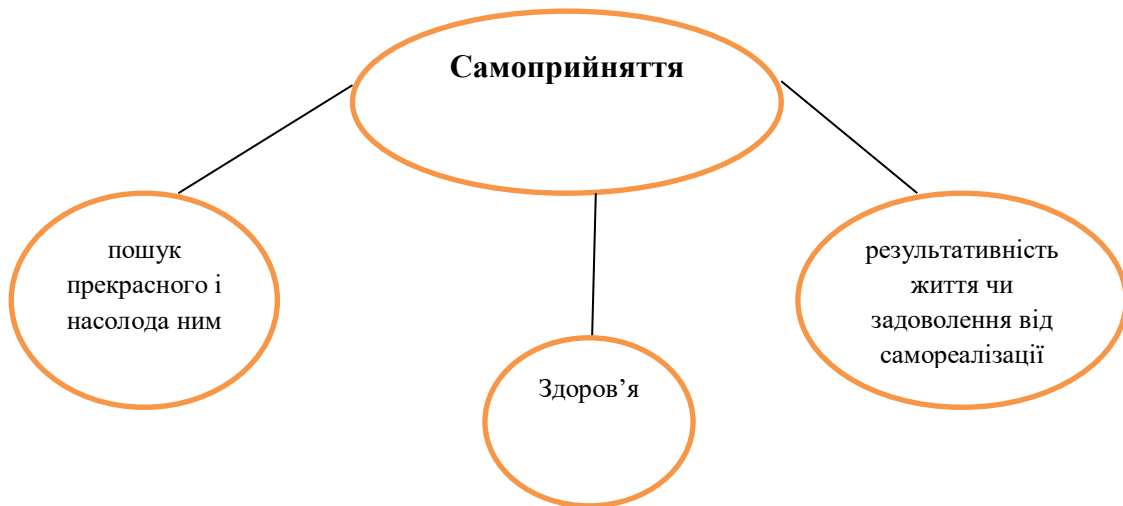 Самоприйняття
пошук
прекрасного і
насолода ним
Здоров’я
результативність
життя чи
задоволення від
самореалізації